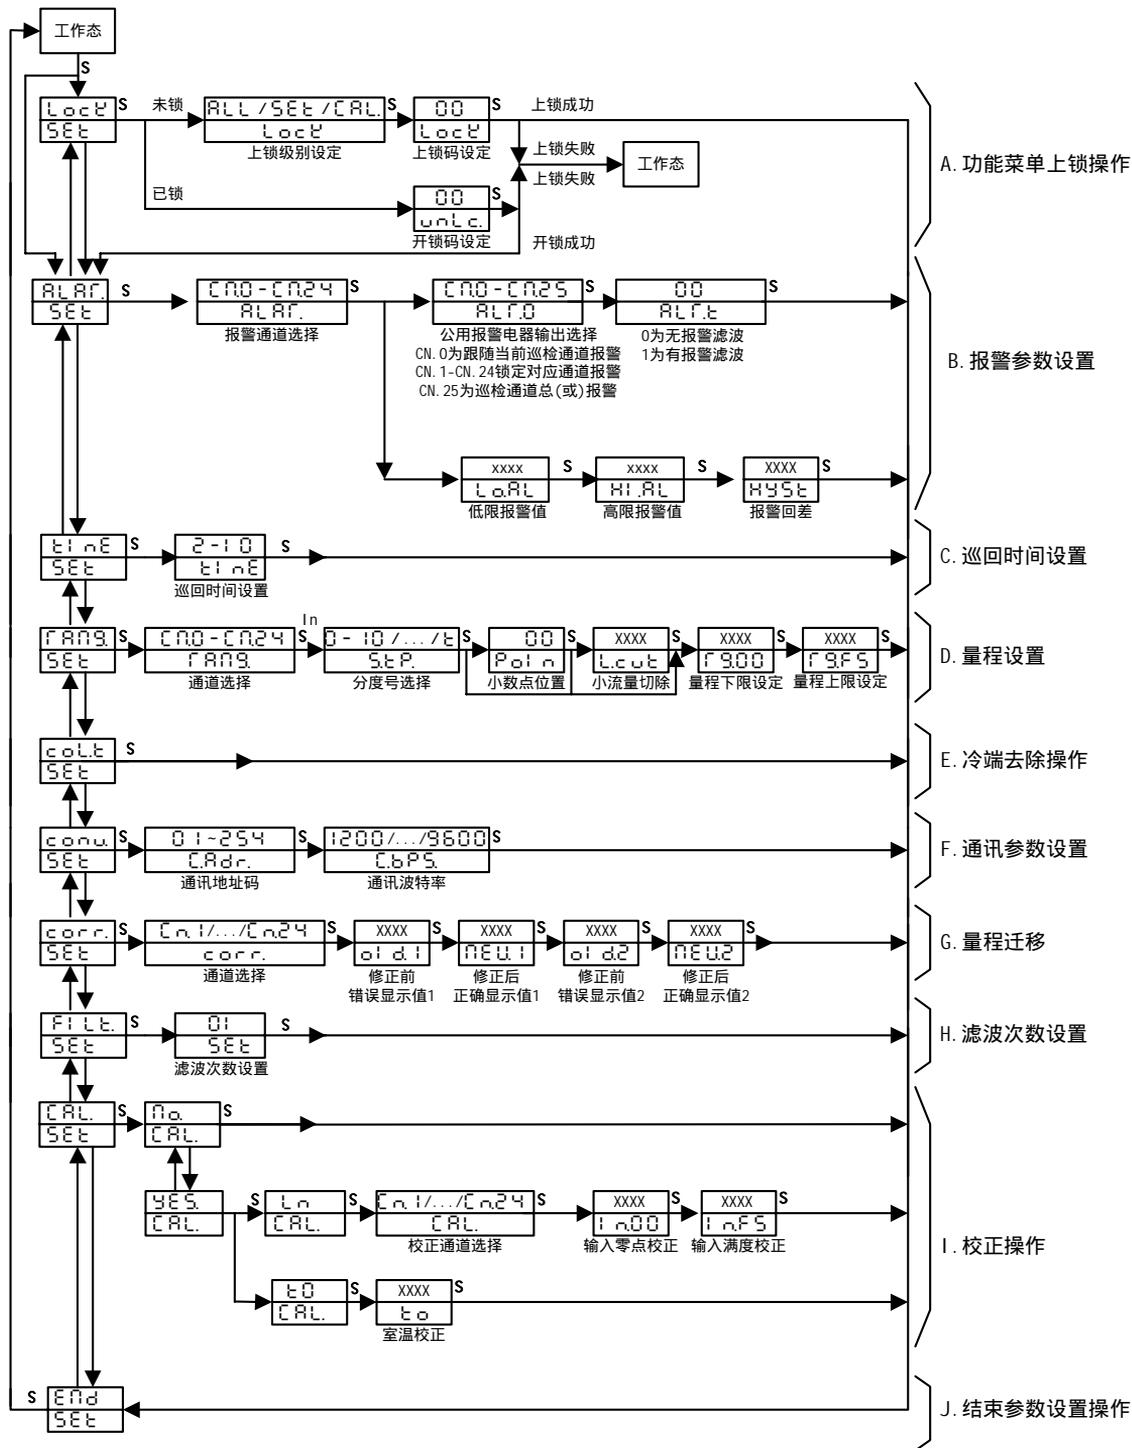 工作态
S
LocK S 未锁 ALL/SEt/CAL. S 00 S 上锁成功
SEt LocK LocK
上锁级别设定 上锁码设定 上锁失败
工作态
上锁失败
已锁 00 S
unLc.
开锁码设定 开锁成功
A.功能菜单上锁操作
ALAr. S CN.0-CN.24 S CN.0-CN.25 S 00 S
SEt ALAr. ALr.0 ALr.t
报警通道选择 公用报警电器输出选择 0为无报警滤波
CN.0为跟随当前巡检通道报警 1为有报警滤波
CN.1-CN.24锁定对应通道报警
CN.25为巡检通道总(或)报警
B.报警参数设置
xxxx S xxxx S XXXX S
Lo.AL HI.AL HYSt
低限报警值 高限报警值 报警回差
tInE S 2-10 S
SEt tInE
巡回时间设置
C.巡回时间设置
In
rANG. S CN.0-CN.24 S 0-10/.../t S 00 S XXXX S XXXX S XXXX S
SEt rANG. S.tP. PoIn L.cut rG.00 rG.FS
通道选择 分度号选择 小数点位置 小流量切除 量程下限设定 量程上限设定
D.量程设置
coL.t S
SEt
E.冷端去除操作
conu. S 01~254 S 1200/.../9600 S
SEt C.Adr. C.bPS.
通讯地址码 通讯波特率
F.通讯参数设置
corr. S Cn.1/.../Cn.24 S XXXX S XXXX S XXXX S XXXX S
SEt corr. oId.1 NEU.1 oId.2 NEU.2
通道选择 修正前 修正后 修正前 修正后
错误显示值1 正确显示值1 错误显示值2 正确显示值2
G.量程迁移
FILt. S 01 S
SEt SEt
滤波次数设置
H.滤波次数设置
CAL. S No. S
SEt CAL.
YES. S Ln S Cn.1/.../Cn.24 S XXXX S XXXX S
CAL. CAL. CAL. In.00 In.FS
校正通道选择 输入零点校正 输入满度校正
I.校正操作
t0 S XXXX S
CAL. to
室温校正
S ENd
SEt
J.结束参数设置操作